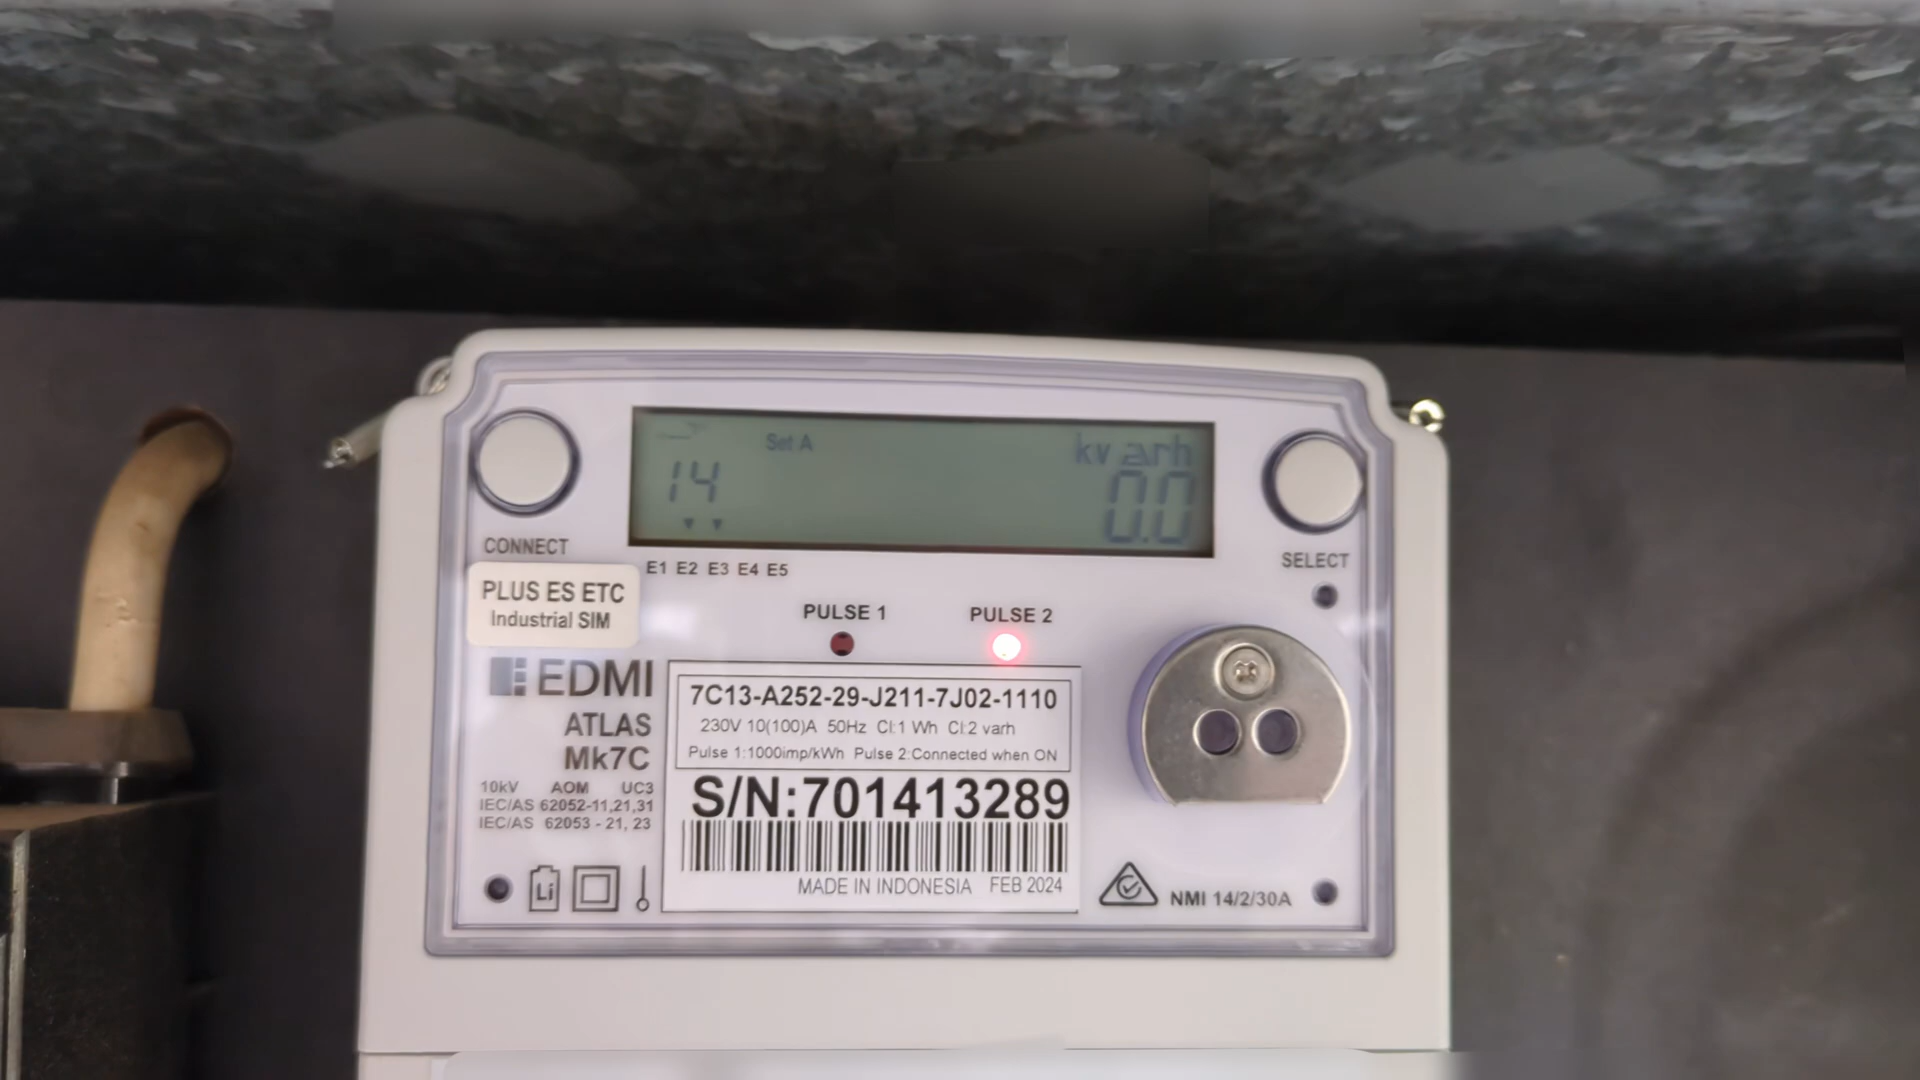 Set A
kvarh
14
0.0
CONNECT
SELECT
E1 E2 E3 E4 E5
PLUS ES ETC
Industrial SIM
PULSE 1
PULSE 2
EDMI
ATLAS
Mk7C
10kV AOM UC3
IEC/AS 62052-11,21,31
IEC/AS 62053 - 21, 23
Li
7C13-A252-29-J211-7J02-1110
230V 10(100)A 50Hz Cl:1 Wh Cl:2 varh
Pulse 1:1000imp/kWh Pulse 2:Connected when ON
S/N:701413289
MADE IN INDONESIA FEB 2024
NMI 14/2/30A